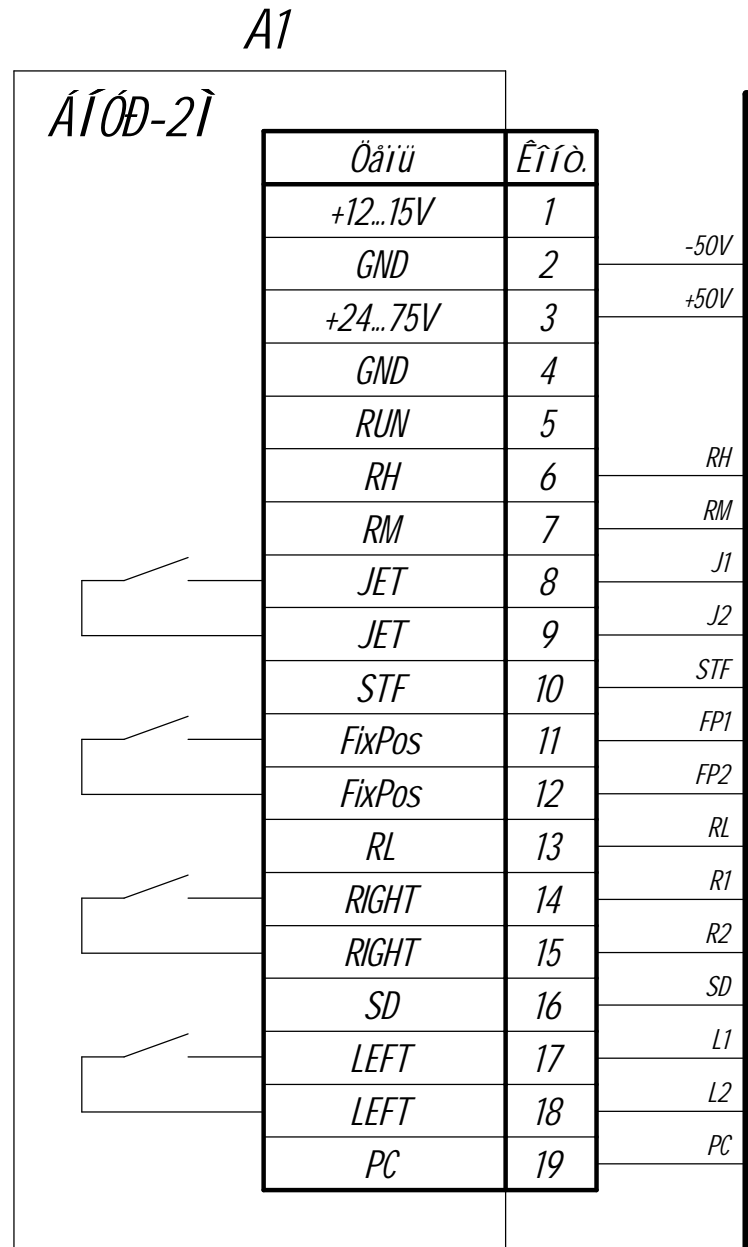 A1
ÁÍÓÐ-2Ì
Öåïü Êîíò.
+12...15V 1
GND 2 -50V
+24...75V 3 +50V
GND 4
RUN 5
RH 6 RH
RM 7 RM
JET 8 J1
JET 9 J2
STF 10 STF
FixPos 11 FP1
FixPos 12 FP2
RL 13 RL
RIGHT 14 R1
RIGHT 15 R2
SD 16 SD
LEFT 17 L1
LEFT 18 L2
PC 19 PC